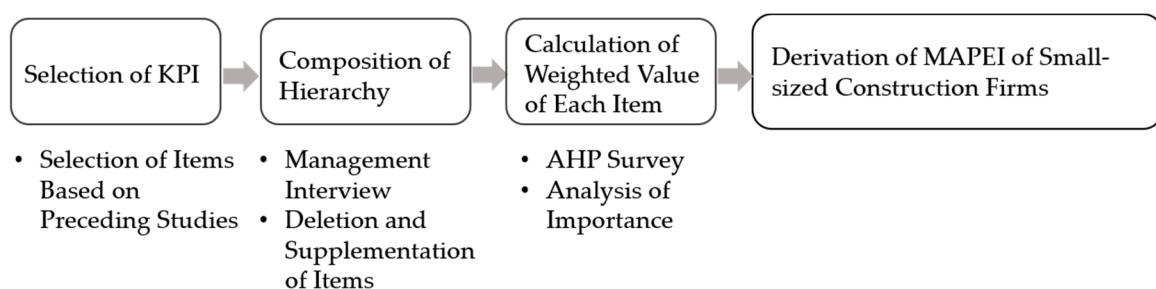 Selection of KPI
Composition of
Hierarchy
Calculation of
Weighted Value
of Each Item
Derivation of MAPEI of Small-
sized Construction Firms
• Selection of Items
Based on
Preceding Studies
• Management
Interview
• Deletion and
Supplementation
of Items
• AHP Survey
• Analysis of
Importance